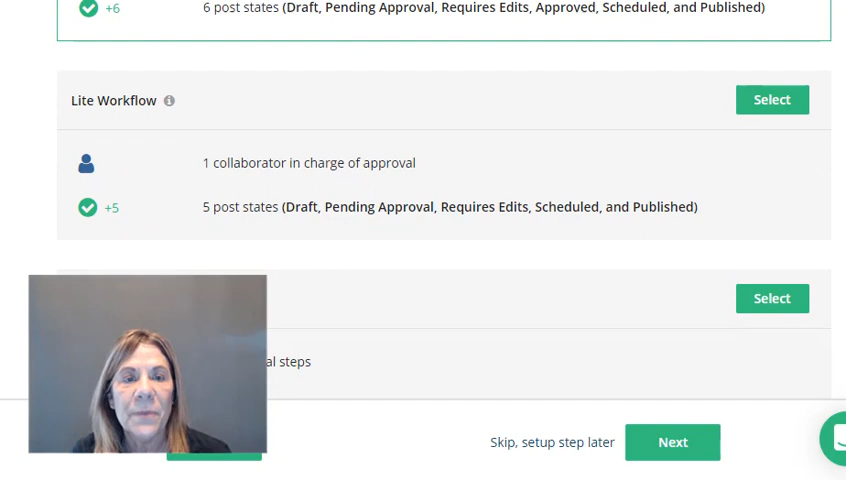 +6 6 post states (Draft, Pending Approval, Requires Edits, Approved, Scheduled, and Published)
Lite Workflow Select
1 collaborator in charge of approval
+5 5 post states (Draft, Pending Approval, Requires Edits, Scheduled, and Published)
Select
steps
Skip, setup step later Next